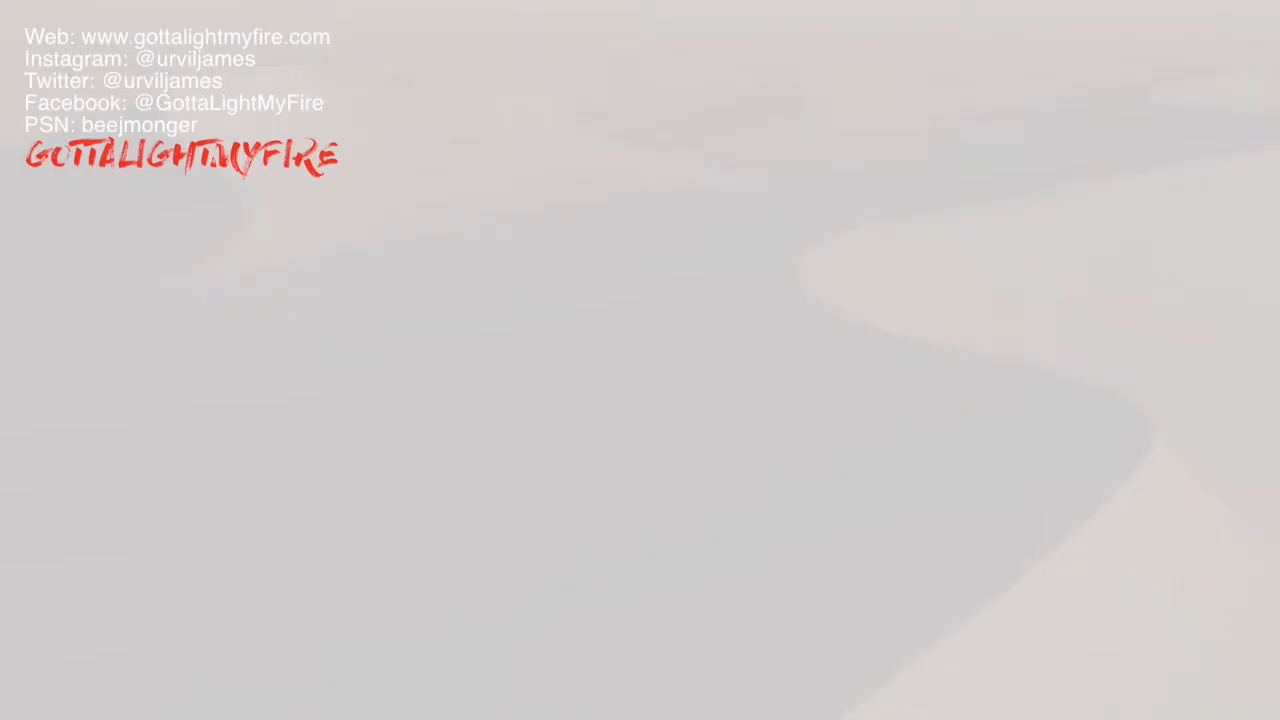 Web: www.gottalightmyfire.com
Instagram: @urviljames
Twitter: @urviljames
Facebook: @GottaLightMyFire
PSN: beejmonger
GOTTALIGHTMYFIRE